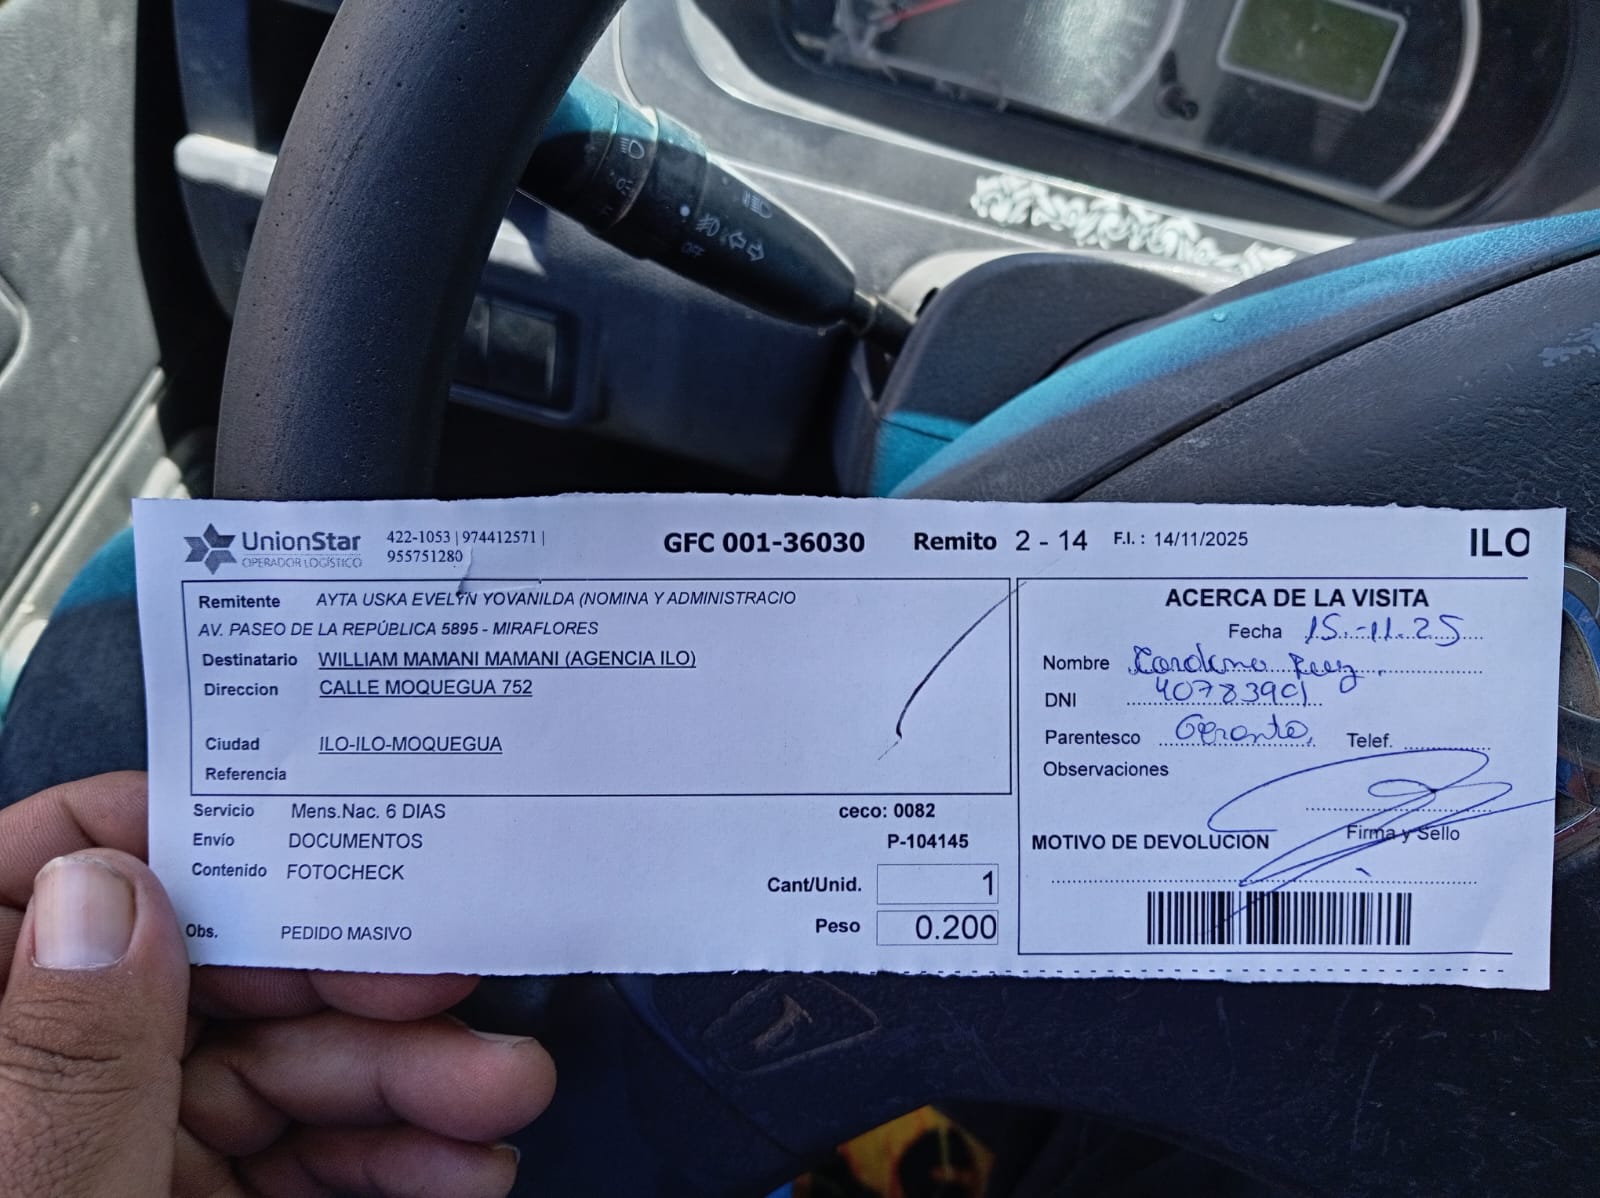 UnionStar
OPERADOR LOGÍSTICO
422-1053 | 974412571 |
955751280
GFC 001-36030
Remito 2 - 14
F.I. : 14/11/2025
ILO
Remitente AYTA USKA EVELYN YOVANILDA (NOMINA Y ADMINISTRACIO
AV. PASEO DE LA REPÚBLICA 5895 - MIRAFLORES
Destinatario WILLIAM MAMANI MAMANI (AGENCIA ILO)
Direccion CALLE MOQUEGUA 752
Ciudad ILO-ILO-MOQUEGUA
Referencia
Servicio Mens.Nac. 6 DIAS
ceco: 0082
Envío DOCUMENTOS
P-104145
Contenido FOTOCHECK
Cant/Unid. 1
Peso 0.200
Obs. PEDIDO MASIVO
ACERCA DE LA VISITA
Fecha 15-11-25
Nombre
DNI 40783901
Parentesco Gerente Telef.
Observaciones
Firma y Sello
MOTIVO DE DEVOLUCION
OFF